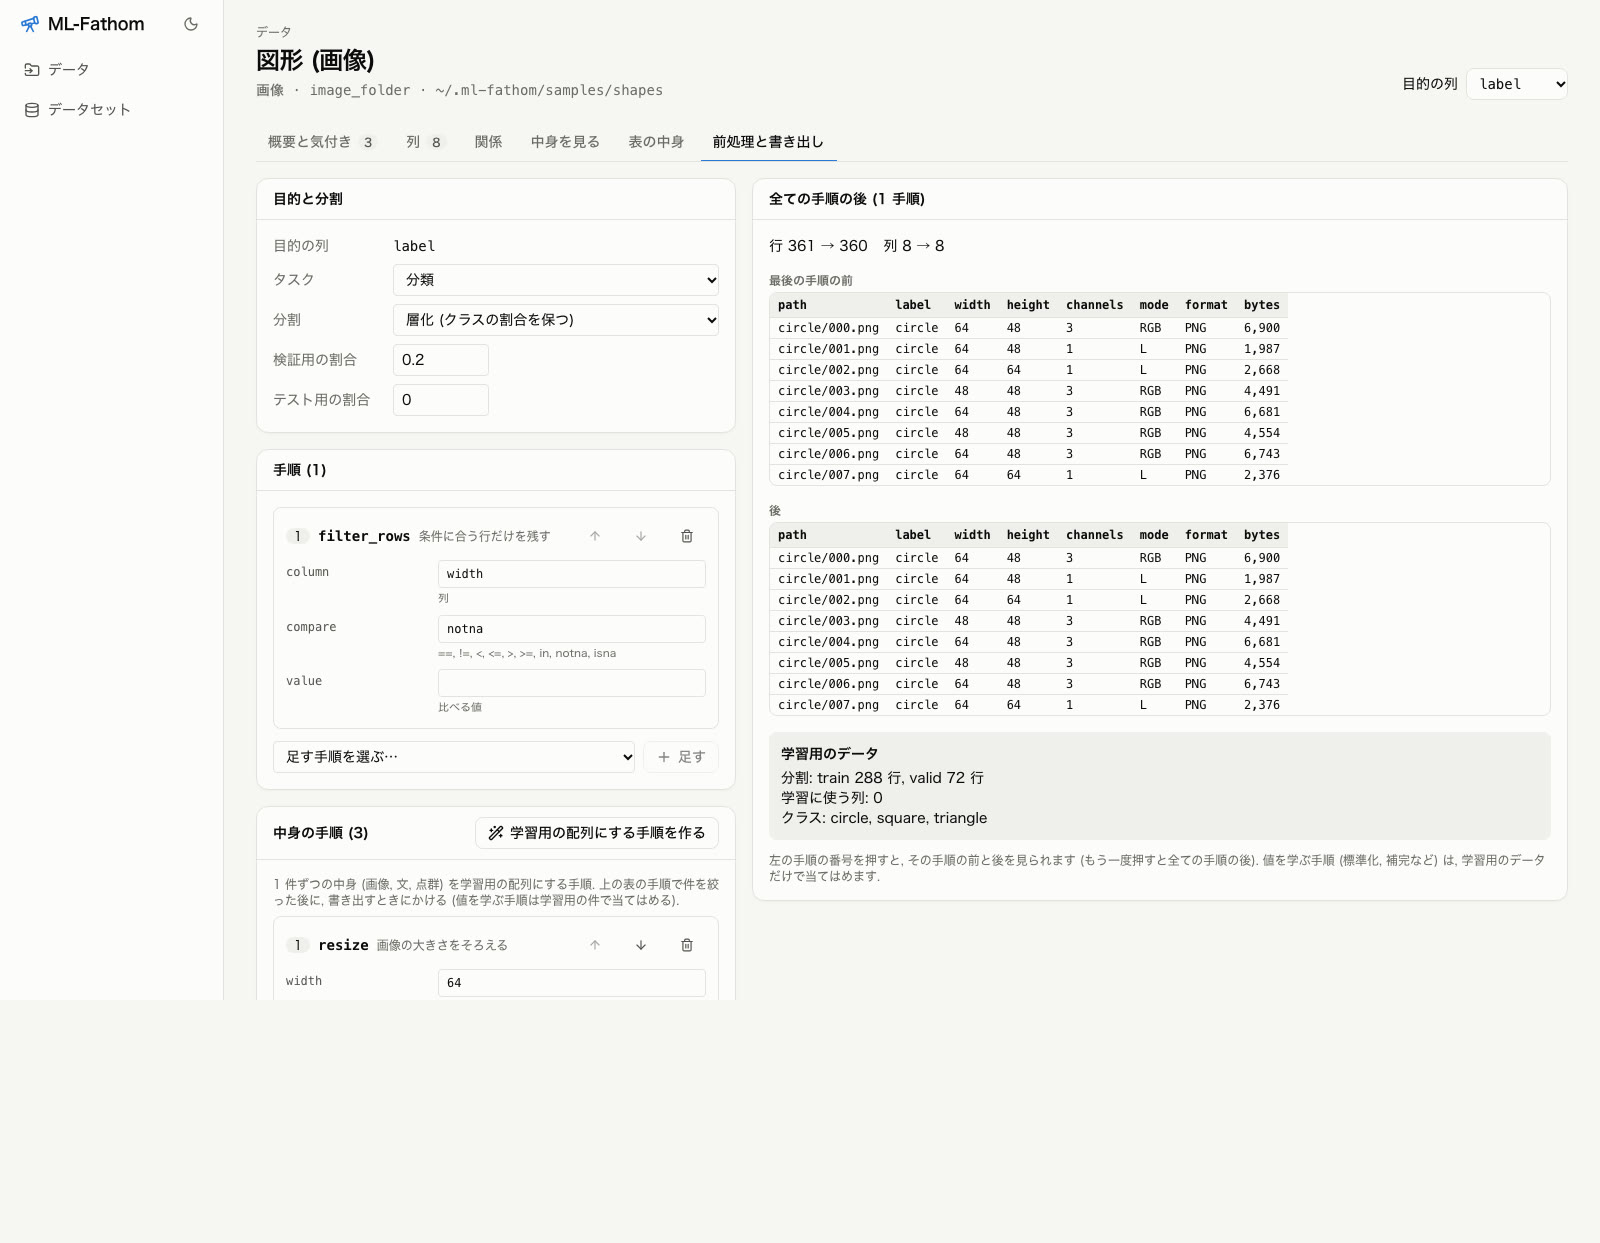 ML-Fathom
データ
データセット
データ
図形 (画像)
画像 · image_folder · ~/.ml-fathom/samples/shapes
目的の列 label
概要と気付き 3 列 8 関係 中身を見る 表の中身 前処理と書き出し
目的と分割
目的の列 label
タスク 分類
分割 層化 (クラスの割合を保つ)
検証用の割合 0.2
テスト用の割合 0
手順 (1)
1 filter_rows 条件に合う行だけを残す
column width
列
compare notna
==, !=, <, <=, >, >=, in, notna, isna
value
比べる値
足す手順を選ぶ… 足す
中身の手順 (3) 学習用の配列にする手順を作る
1 件ずつの中身 (画像, 文, 点群) を学習用の配列にする手順. 上の表の手順で件を絞
った後に, 書き出すときにかける (値を学ぶ手順は学習用の件で当てはめる).
1 resize 画像の大きさをそろえる
width 64
全ての手順の後 (1 手順)
行 361 → 360 列 8 → 8
最後の手順の前
path label width height channels mode format bytes
circle/000.png circle 64 48 3 RGB PNG 6,900
circle/001.png circle 64 48 1 L PNG 1,987
circle/002.png circle 64 64 1 L PNG 2,668
circle/003.png circle 48 48 3 RGB PNG 4,491
circle/004.png circle 64 48 3 RGB PNG 6,681
circle/005.png circle 48 48 3 RGB PNG 4,554
circle/006.png circle 64 48 3 RGB PNG 6,743
circle/007.png circle 64 64 1 L PNG 2,376
後
path label width height channels mode format bytes
circle/000.png circle 64 48 3 RGB PNG 6,900
circle/001.png circle 64 48 1 L PNG 1,987
circle/002.png circle 64 64 1 L PNG 2,668
circle/003.png circle 48 48 3 RGB PNG 4,491
circle/004.png circle 64 48 3 RGB PNG 6,681
circle/005.png circle 48 48 3 RGB PNG 4,554
circle/006.png circle 64 48 3 RGB PNG 6,743
circle/007.png circle 64 64 1 L PNG 2,376
学習用のデータ
分割: train 288 行, valid 72 行
学習に使う列: 0
クラス: circle, square, triangle
左の手順の番号を押すと, その手順の前と後を見られます (もう一度押すと全ての手順の後). 値を学ぶ手順 (標準化, 補完など) は, 学習用のデータ
だけで当てはめます.